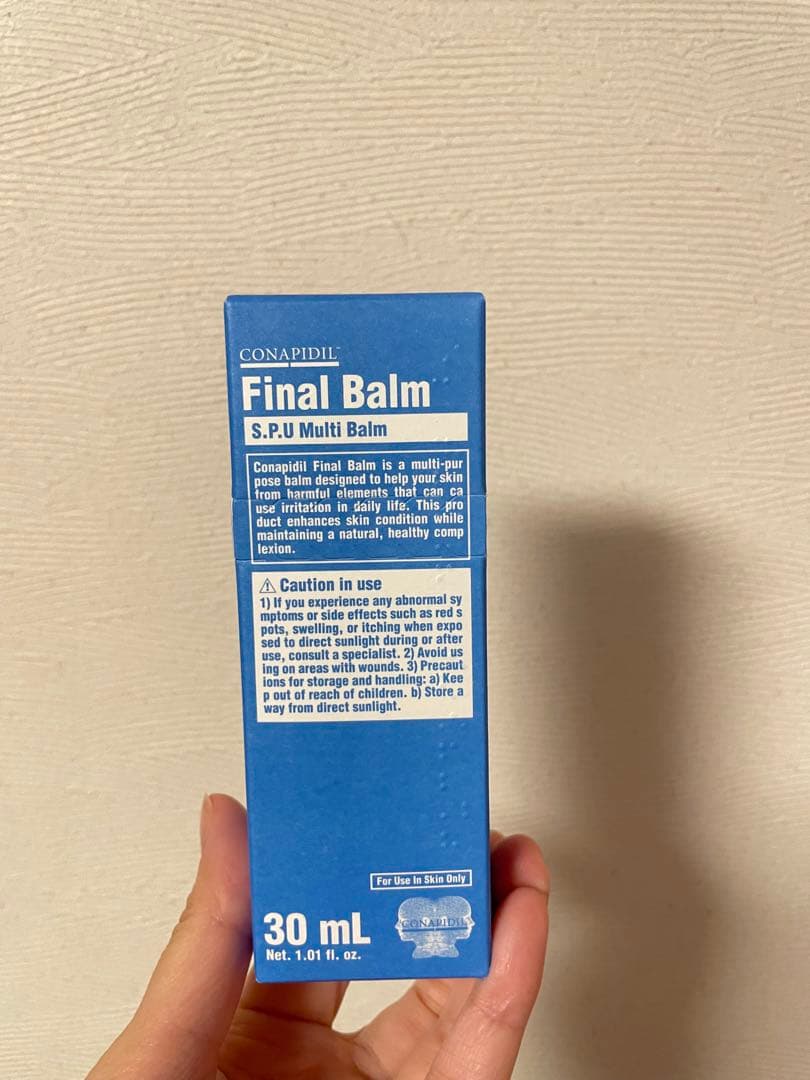 CONAPIDIL™
Final Balm
S.P.U Multi Balm
Conapidil Final Balm is a multi-pur
pose balm designed to help your skin
from harmful elements that can ca
use irritation in daily life. This pro
duct enhances skin condition while
maintaining a natural, healthy comp
lexion.
⚠ Caution in use
1) If you experience any abnormal sy
mptoms or side effects such as red s
pots, swelling, or itching when expo
sed to direct sunlight during or after
use, consult a specialist. 2) Avoid us
ing on areas with wounds. 3) Precaut
ions for storage and handling: a) Kee
p out of reach of children. b) Store a
way from direct sunlight.
For Use In Skin Only
30 mL
Net. 1.01 fl. oz.
CONAPIDIL